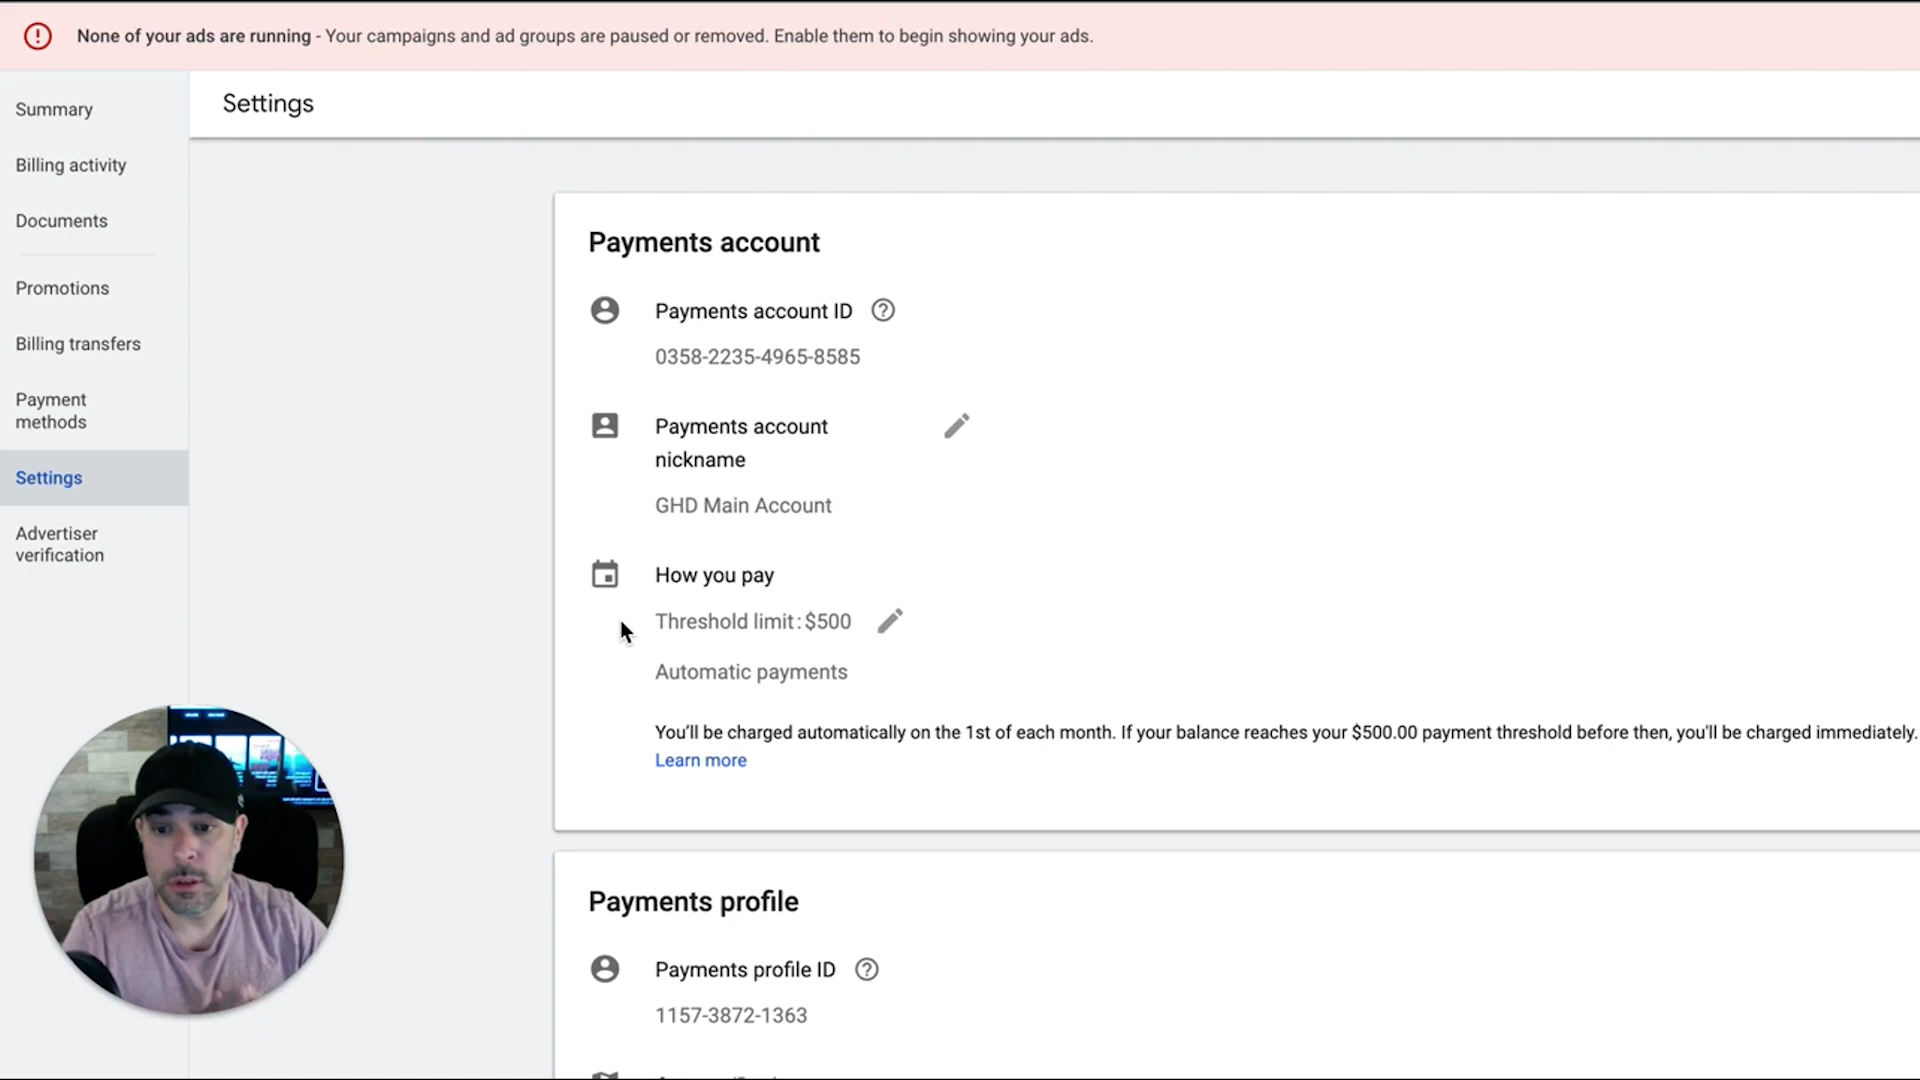 None of your ads are running - Your campaigns and ad groups are paused or removed. Enable them to begin showing your ads.
Summary
Billing activity
Documents
Promotions
Billing transfers
Payment
methods
Settings
Advertiser
verification
Settings
Payments account
Payments account ID
0358-2235-4965-8585
Payments account
nickname
GHD Main Account
How you pay
Threshold limit: $500
Automatic payments
You'll be charged automatically on the 1st of each month. If your balance reaches your $500.00 payment threshold before then, you'll be charged immediately.
Learn more
Payments profile
Payments profile ID
1157-3872-1363